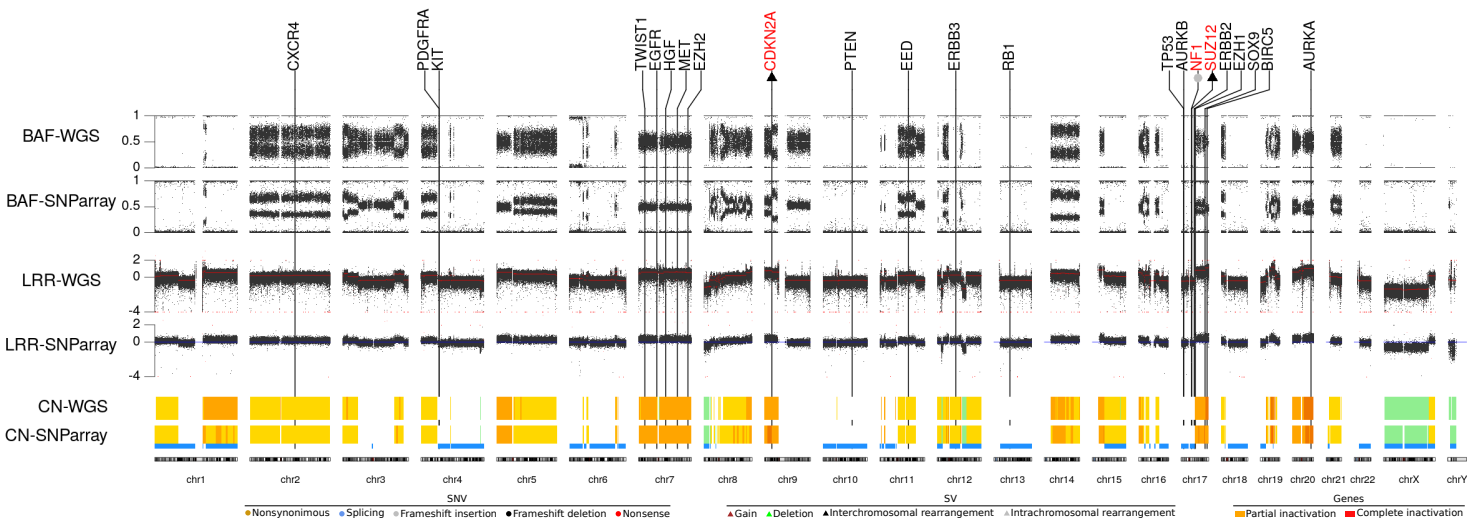 CXCR4
PDGFRA
KIT
TWIST1
EGFR
HGF
MET
EZH2
CDKN2A
PTEN
EED
ERBB3
RB1
TP53
AURKB
NF1
SUZ12
ERBB2
EZH1
SOX9
BIRC5
AURKA
BAF-WGS
1
0.5
0
BAF-SNParray
1
0.5
0
LRR-WGS
2
0
-4
LRR-SNParray
2
0
-4
CN-WGS
CN-SNParray
chr1 chr2 chr3 chr4 chr5 chr6 chr7 chr8 chr9 chr10 chr11 chr12 chr13 chr14 chr15 chr16 chr17 chr18 chr19 chr20 chr21 chr22 chrX chrY
SNV SV Genes
Nonsynonimous Splicing Frameshift insertion Frameshift deletion Nonsense Gain Deletion Interchromosomal rearrangement Intrachromosomal rearrangement Partial inactivation Complete inactivation